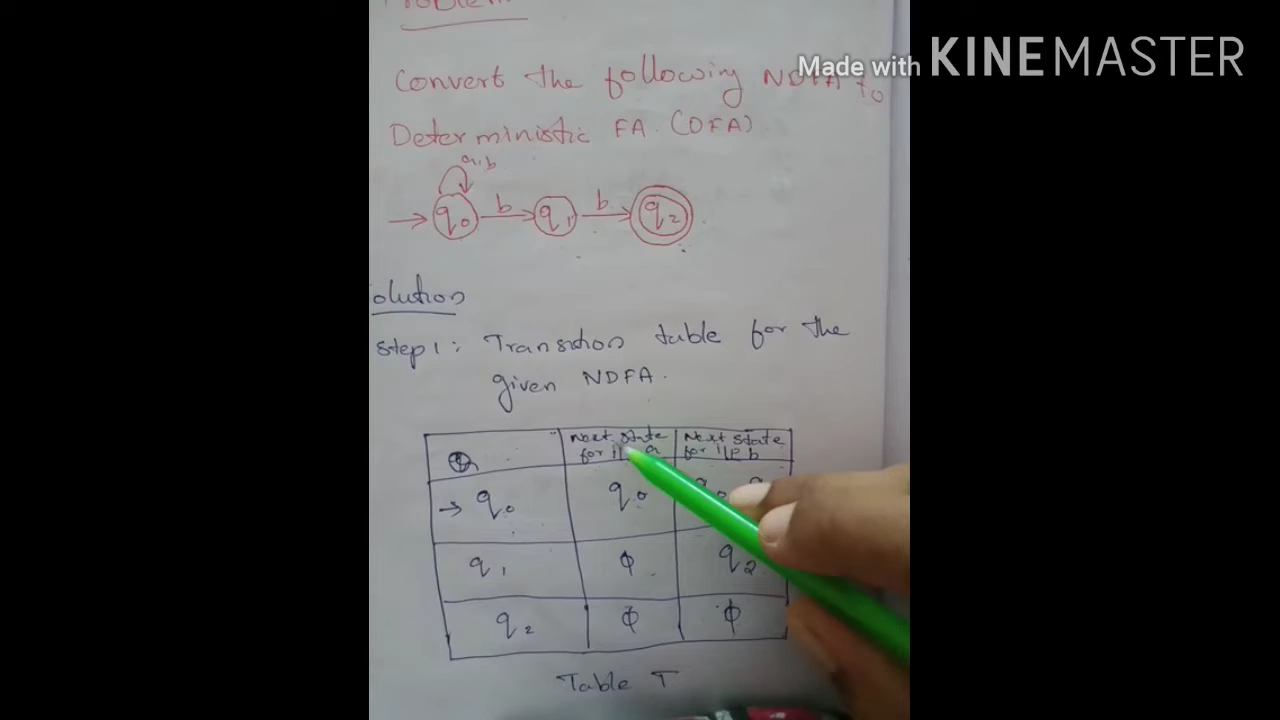 Made with KINEMASTER
Convert the following NDFA to
Deterministic FA. (DFA)
a,b
q0 b q1 b q2
olution
Step 1: Transition table for the
given NDFA.
Q Next state Next state
for a for i/p b
→ q0 q0
q1 φ q2
q2 φ φ
Table T